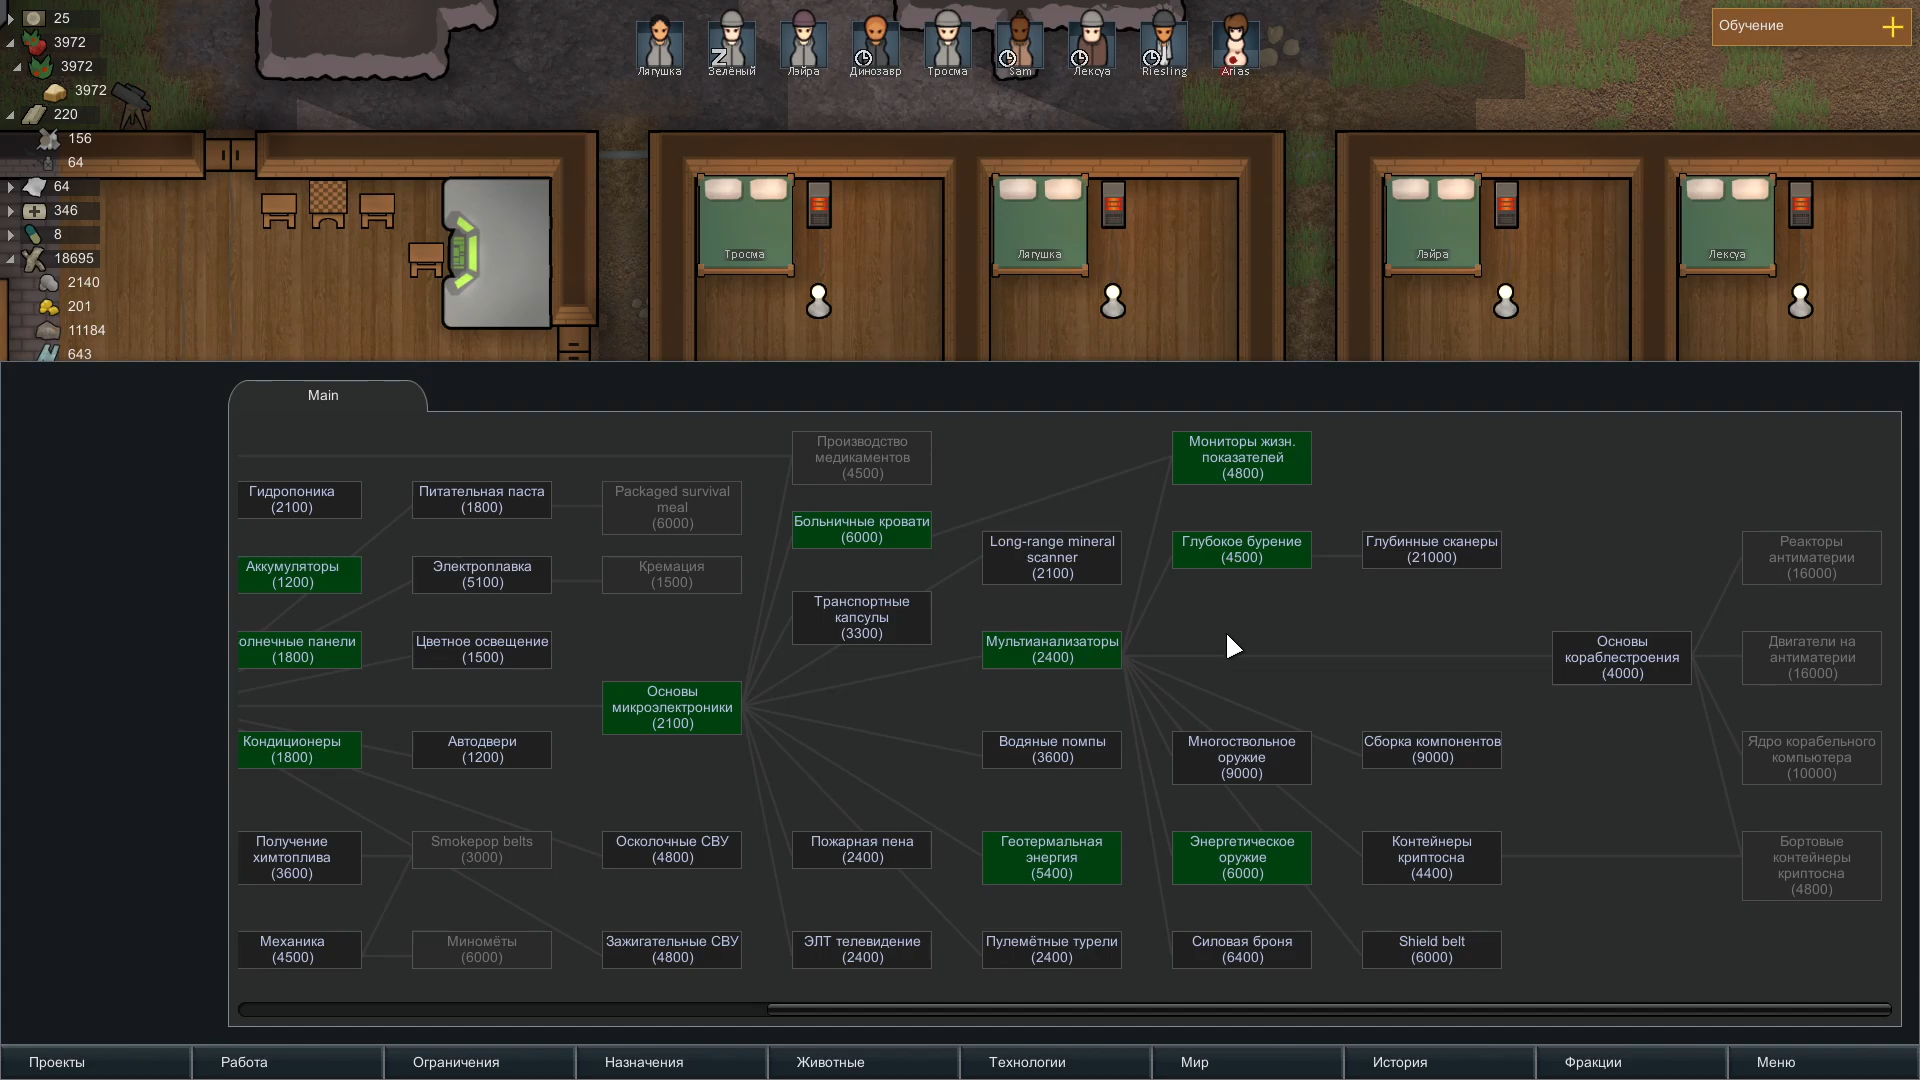 25
3972
3972
3972
220
156
64
64
346
8
18695
2140
201
11184
643
Лягушка
Z
Зелёный
Лэйра
Динозавр
Тросма
Sam
Лексуа
Riesling
Arias
Обучение
Тросма
Лягушка
Лэйра
Лексуа
Main
Гидропоника
(2100)
Аккумуляторы
(1200)
олнечные панели
(1800)
Кондиционеры
(1800)
Получение
химтоплива
(3600)
Механика
(4500)
Питательная паста
(1800)
Электроплавка
(5100)
Цветное освещение
(1500)
Автодвери
(1200)
Smokepop belts
(3000)
Миномёты
(6000)
Packaged survival
meal
(6000)
Кремация
(1500)
Основы
микроэлектроники
(2100)
Осколочные СВУ
(4800)
Зажигательные СВУ
(4800)
Производство
медикаментов
(4500)
Больничные кровати
(6000)
Транспортные
капсулы
(3300)
Пожарная пена
(2400)
ЭЛТ телевидение
(2400)
Long-range mineral
scanner
(2100)
Мультианализаторы
(2400)
Водяные помпы
(3600)
Геотермальная
энергия
(5400)
Пулемётные турели
(2400)
Мониторы жизн.
показателей
(4800)
Глубокое бурение
(4500)
Многоствольное
оружие
(9000)
Энергетическое
оружие
(6000)
Силовая броня
(6400)
Глубинные сканеры
(21000)
Сборка компонентов
(9000)
Контейнеры
криптосна
(4400)
Shield belt
(6000)
Основы
кораблестроения
(4000)
Реакторы
антиматерии
(16000)
Двигатели на
антиматерии
(16000)
Ядро корабельного
компьютера
(10000)
Бортовые
контейнеры
криптосна
(4800)
Проекты
Работа
Ограничения
Назначения
Животные
Технологии
Мир
История
Фракции
Меню